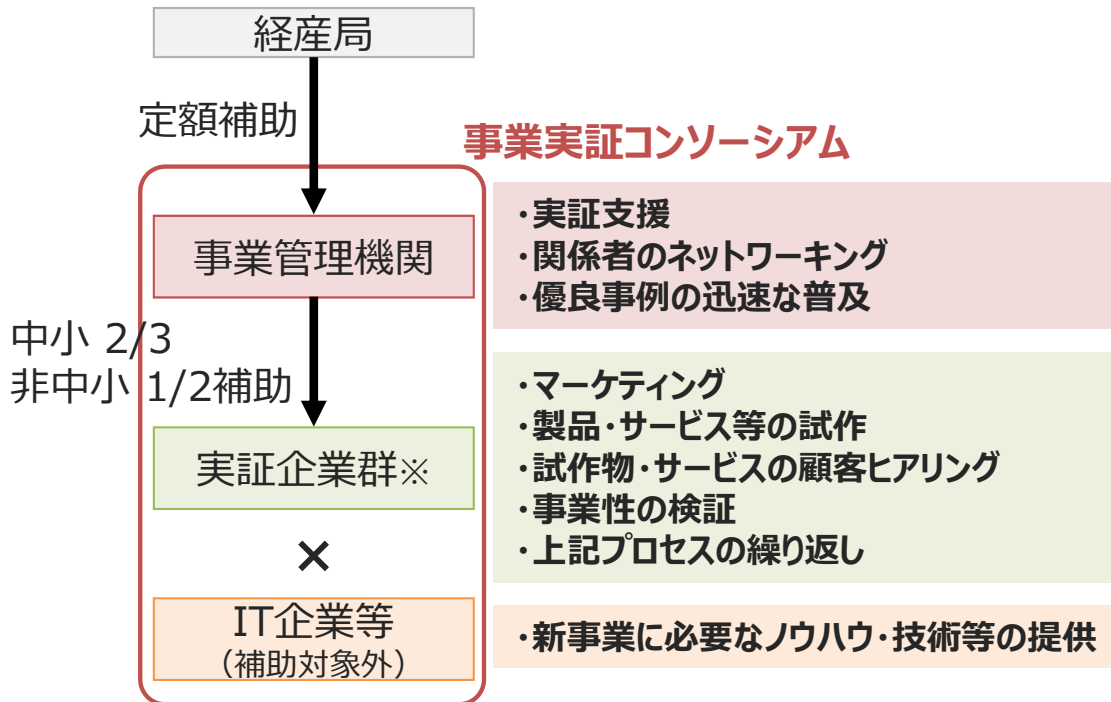 経産局
定額補助
事業実証コンソーシアム
事業管理機関
・実証支援
・関係者のネットワーキング
・優良事例の迅速な普及
中小 2/3
非中小 1/2補助
実証企業群※
・マーケティング
・製品・サービス等の試作
・試作物・サービスの顧客ヒアリング
・事業性の検証
・上記プロセスの繰り返し
×
IT企業等
（補助対象外）
・新事業に必要なノウハウ・技術等の提供